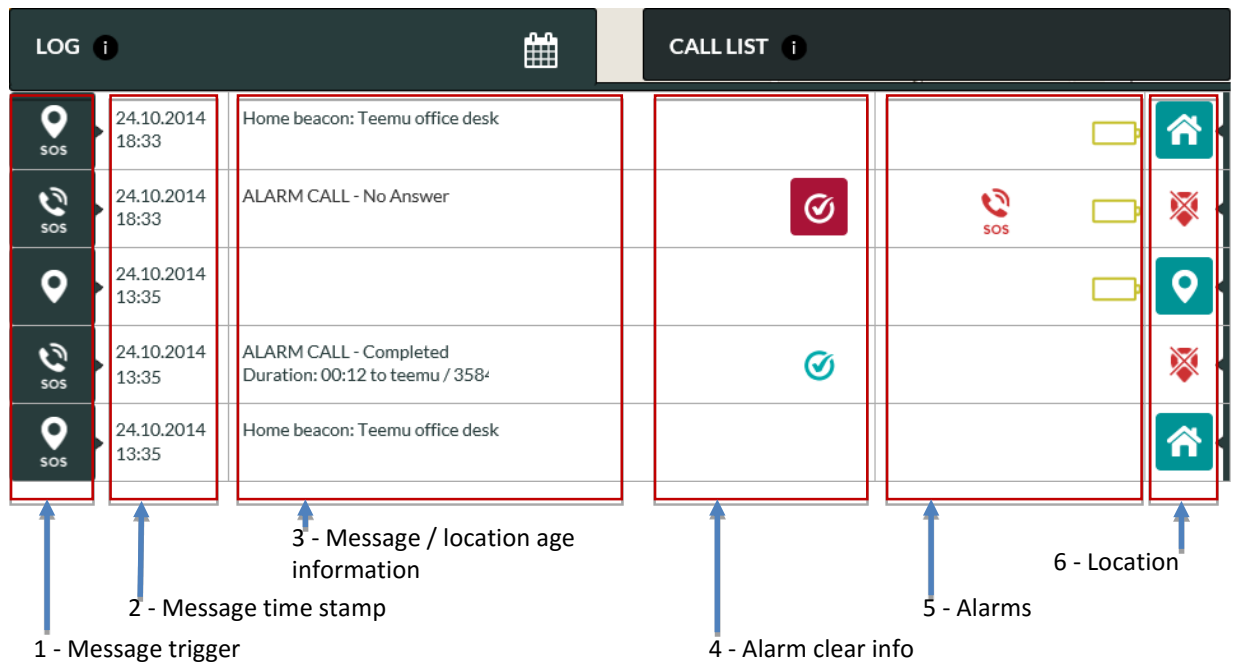 LOG i
CALL LIST i
SOS
24.10.2014
18:33
Home beacon: Teemu office desk
SOS
24.10.2014
18:33
ALARM CALL - No Answer
SOS
24.10.2014
13:35
SOS
24.10.2014
13:35
ALARM CALL - Completed
Duration: 00:12 to teemu / 3584
SOS
24.10.2014
13:35
Home beacon: Teemu office desk
3 - Message / location age
information
6 - Location
2 - Message time stamp
5 - Alarms
1 - Message trigger
4 - Alarm clear info